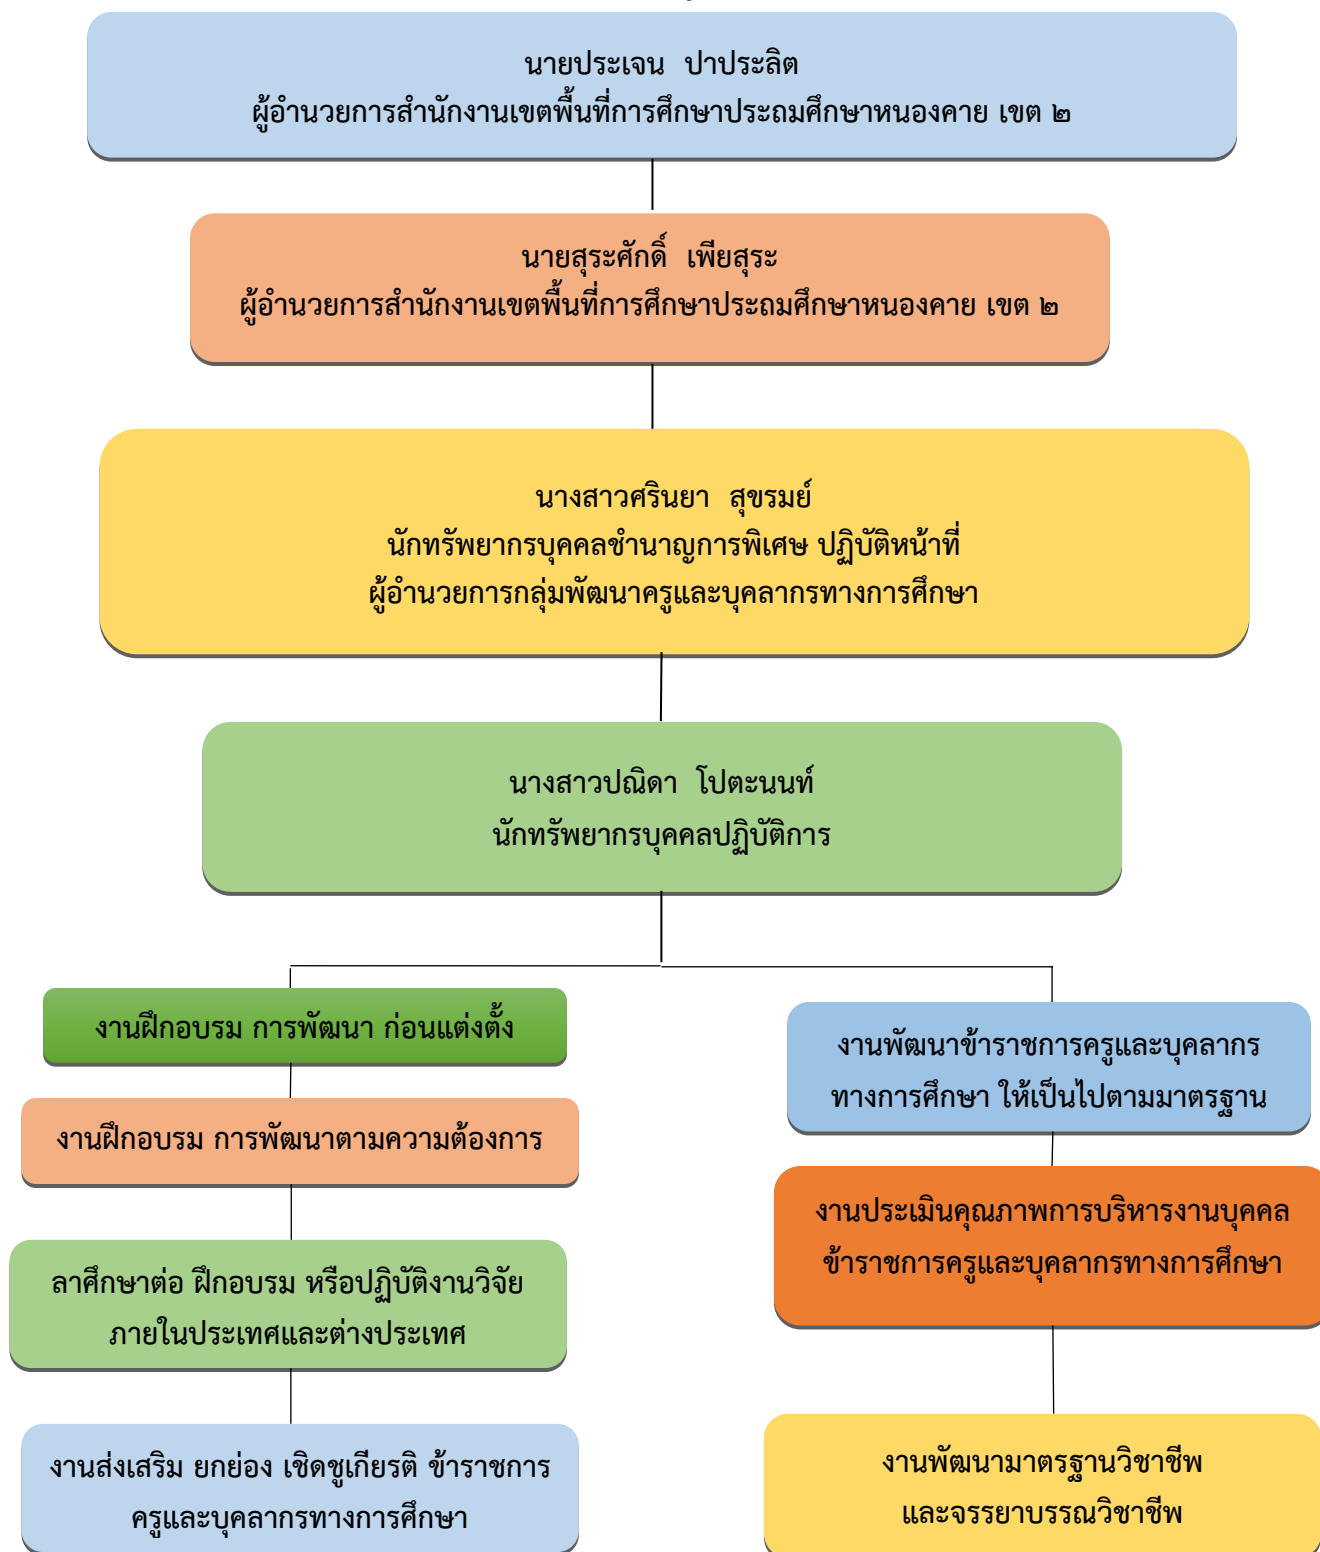 นายประเจน ปาประลิต
ผู้อำนวยการสำนักงานเขตพื้นที่การศึกษาประถมศึกษาหนองคาย เขต ๒
นายสุระศักดิ์ เพียสุระ
ผู้อำนวยการสำนักงานเขตพื้นที่การศึกษาประถมศึกษาหนองคาย เขต ๒
นางสาวศรินยา สุขรมย์
นักทรัพยากรบุคคลชำนาญการพิเศษ ปฏิบัติหน้าที่
ผู้อำนวยการกลุ่มพัฒนาครูและบุคลากรทางการศึกษา
นางสาวปณิดา โปตะนนท์
นักทรัพยากรบุคคลปฏิบัติการ
งานฝึกอบรม การพัฒนา ก่อนแต่งตั้ง
งานฝึกอบรม การพัฒนาตามความต้องการ
ลาศึกษาต่อ ฝึกอบรม หรือปฏิบัติงานวิจัย
ภายในประเทศและต่างประเทศ
งานส่งเสริม ยกย่อง เชิดชูเกียรติ ข้าราชการ
ครูและบุคลากรทางการศึกษา
งานพัฒนาข้าราชการครูและบุคลากร
ทางการศึกษา ให้เป็นไปตามมาตรฐาน
งานประเมินคุณภาพการบริหารงานบุคคล
ข้าราชการครูและบุคลากรทางการศึกษา
งานพัฒนามาตรฐานวิชาชีพ
และจรรยาบรรณวิชาชีพ